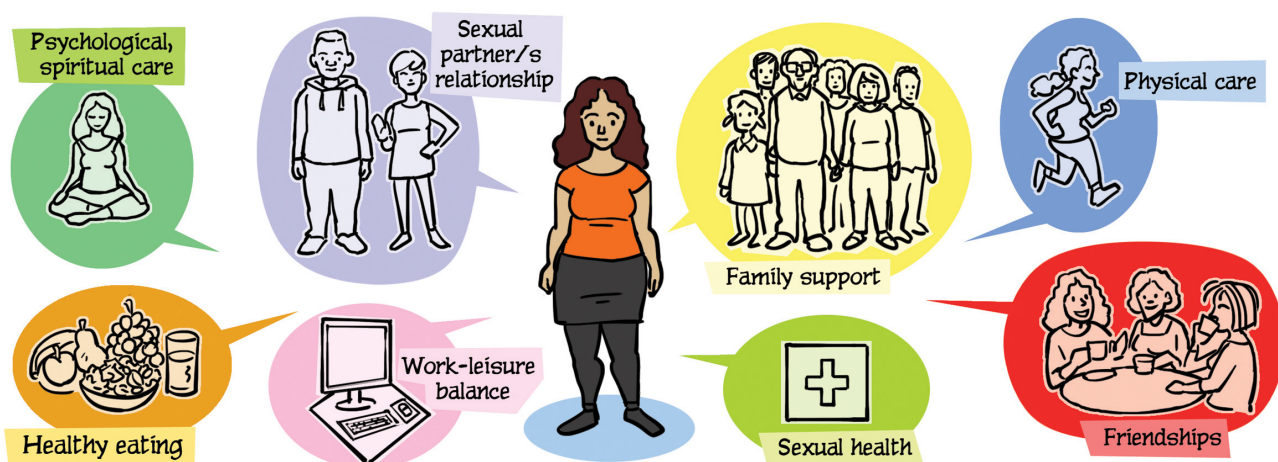 Psychological,
spiritual care
Sexual
partner/s
relationship
Family support
Physical care
Healthy eating
Work-leisure
balance
Sexual health
Friendships